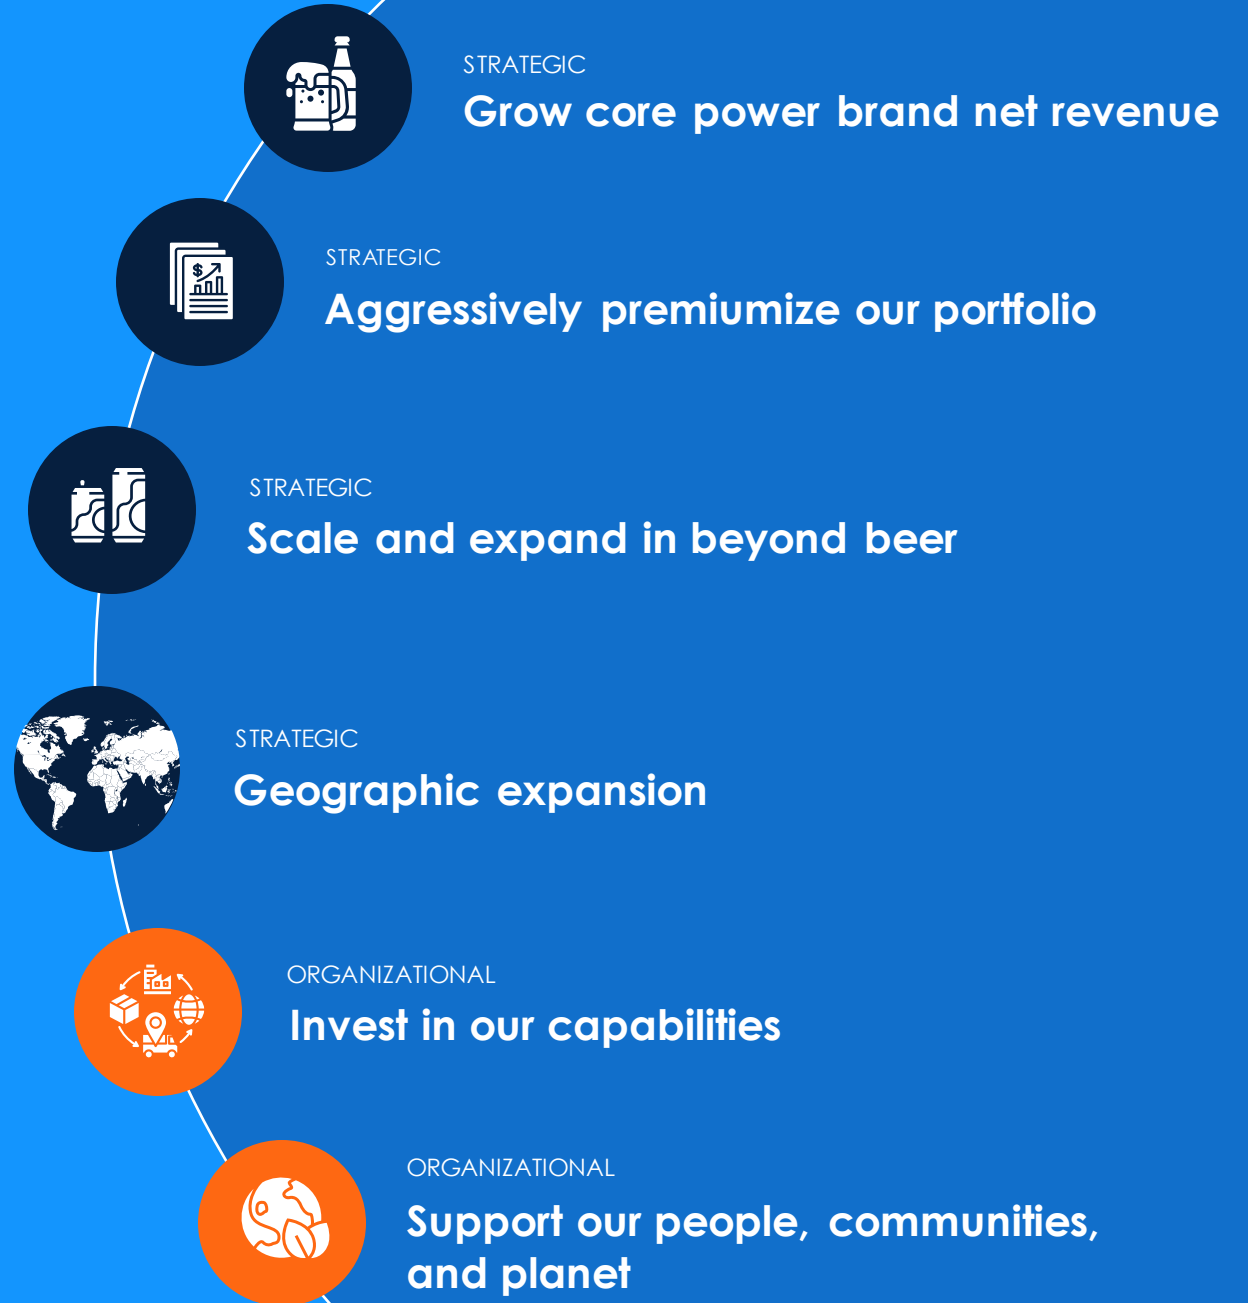 STRATEGIC
Grow core power brand net revenue
STRATEGIC
Aggressively premiumize our portfolio
STRATEGIC
Scale and expand in beyond beer
STRATEGIC
Geographic expansion
ORGANIZATIONAL
Invest in our capabilities
ORGANIZATIONAL
Support our people, communities,
and planet